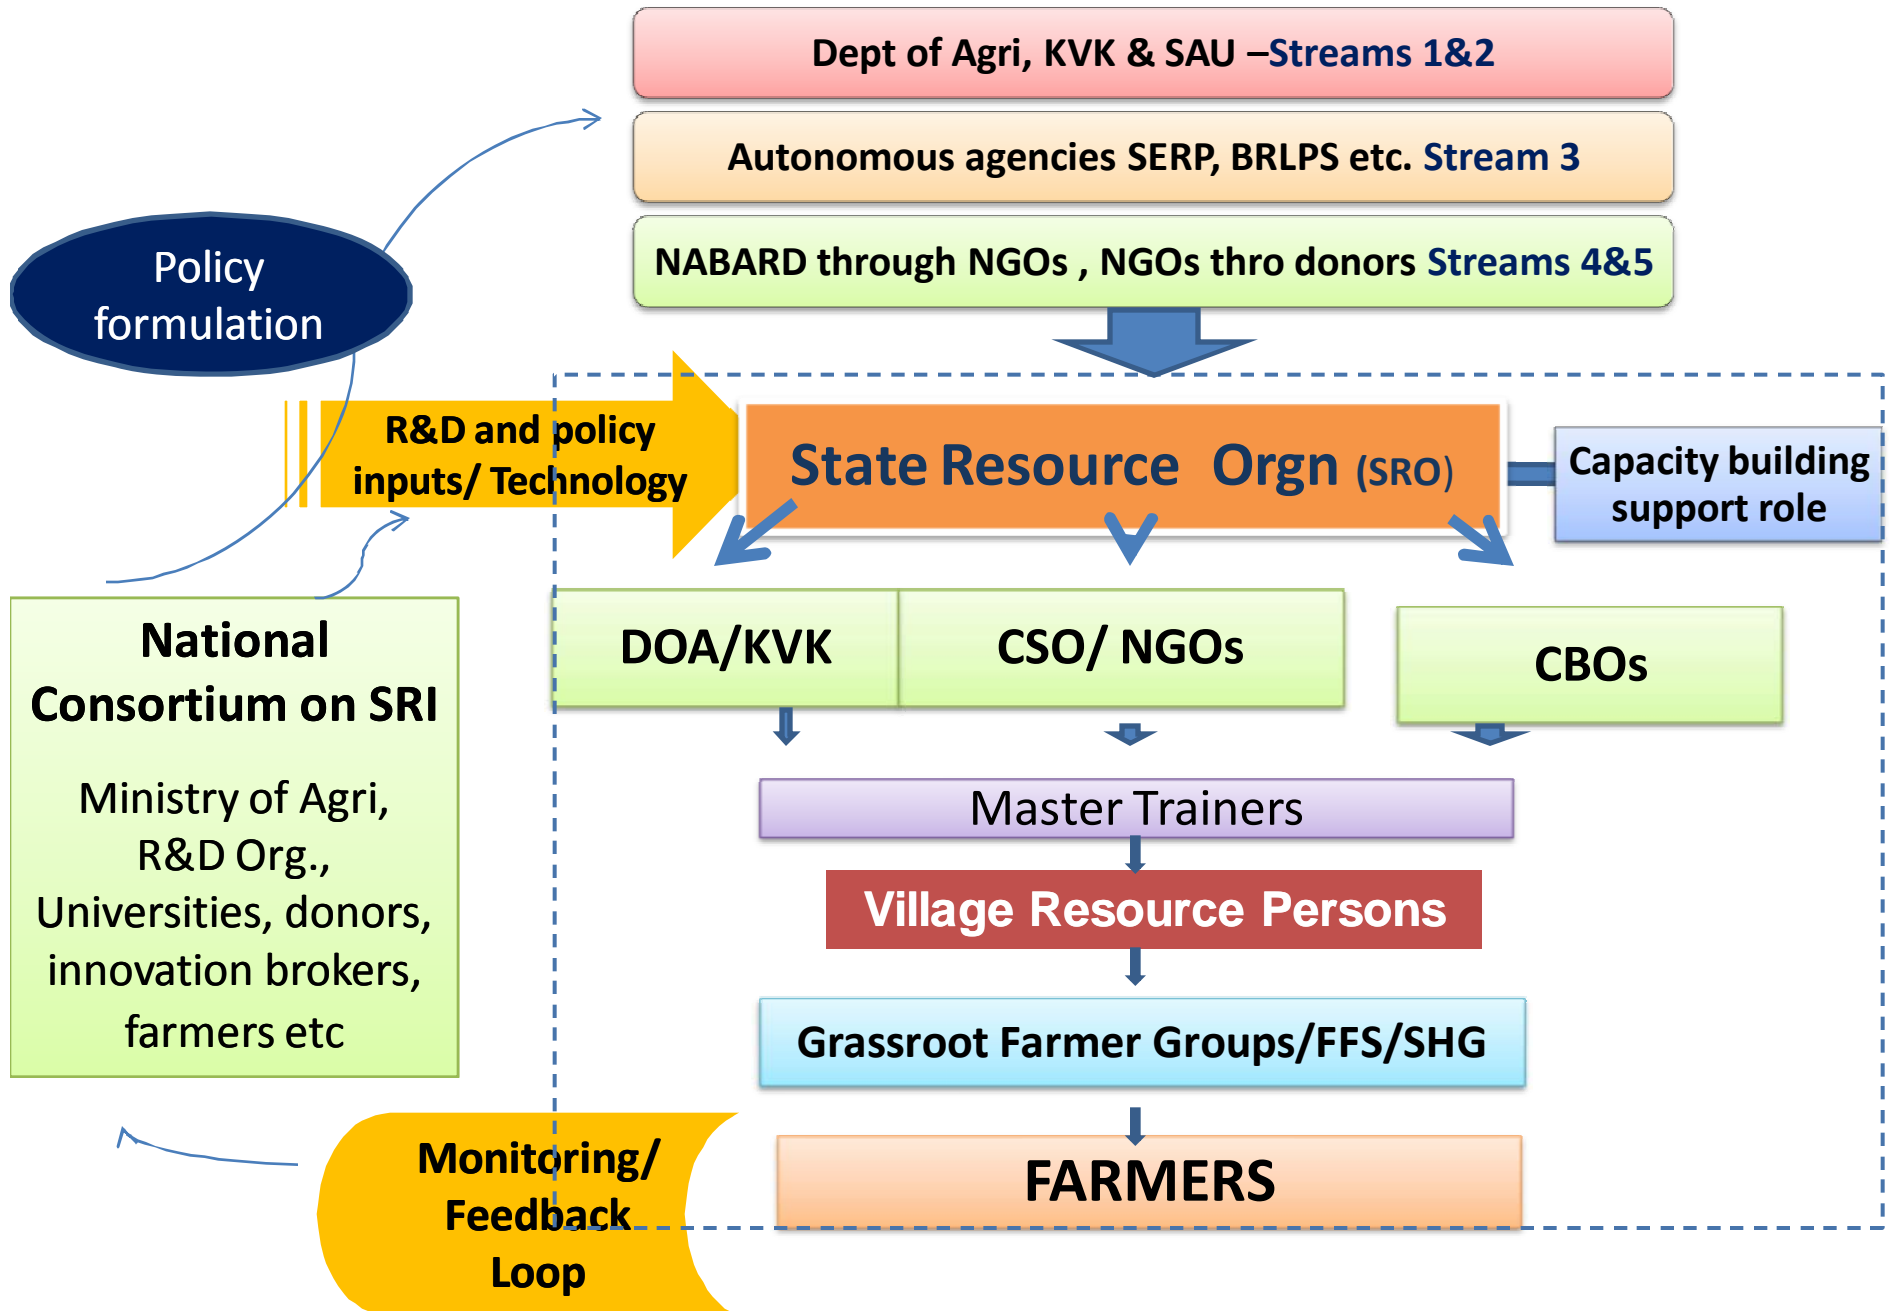 Dept of Agri, KVK & SAU –Streams 1&2
Autonomous agencies SERP, BRLPS etc. Stream 3
NABARD through NGOs , NGOs thro donors Streams 4&5
Policy
formulation
R&D and policy
inputs/ Technology
State Resource Orgn (SRO)
Capacity building
support role
National
Consortium on SRI
Ministry of Agri,
R&D Org.,
Universities, donors,
innovation brokers,
farmers etc
DOA/KVK
CSO/ NGOs
CBOs
Master Trainers
Village Resource Persons
Grassroot Farmer Groups/FFS/SHG
FARMERS
Monitoring/
Feedback
Loop